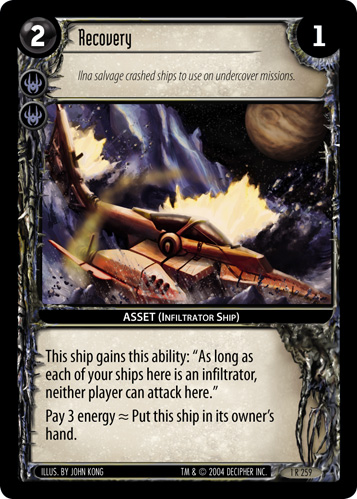 2 Recovery 1
Ilna salvage crashed ships to use on undercover missions.
ASSET (INFILTRATOR SHIP)
This ship gains this ability: “As long as
each of your ships here is an infiltrator,
neither player can attack here.”
Pay 3 energy ≈ Put this ship in its owner’s
hand.
ILLUS. BY JOHN KONG TM & © 2004 DECIPHER INC. 1 R 259